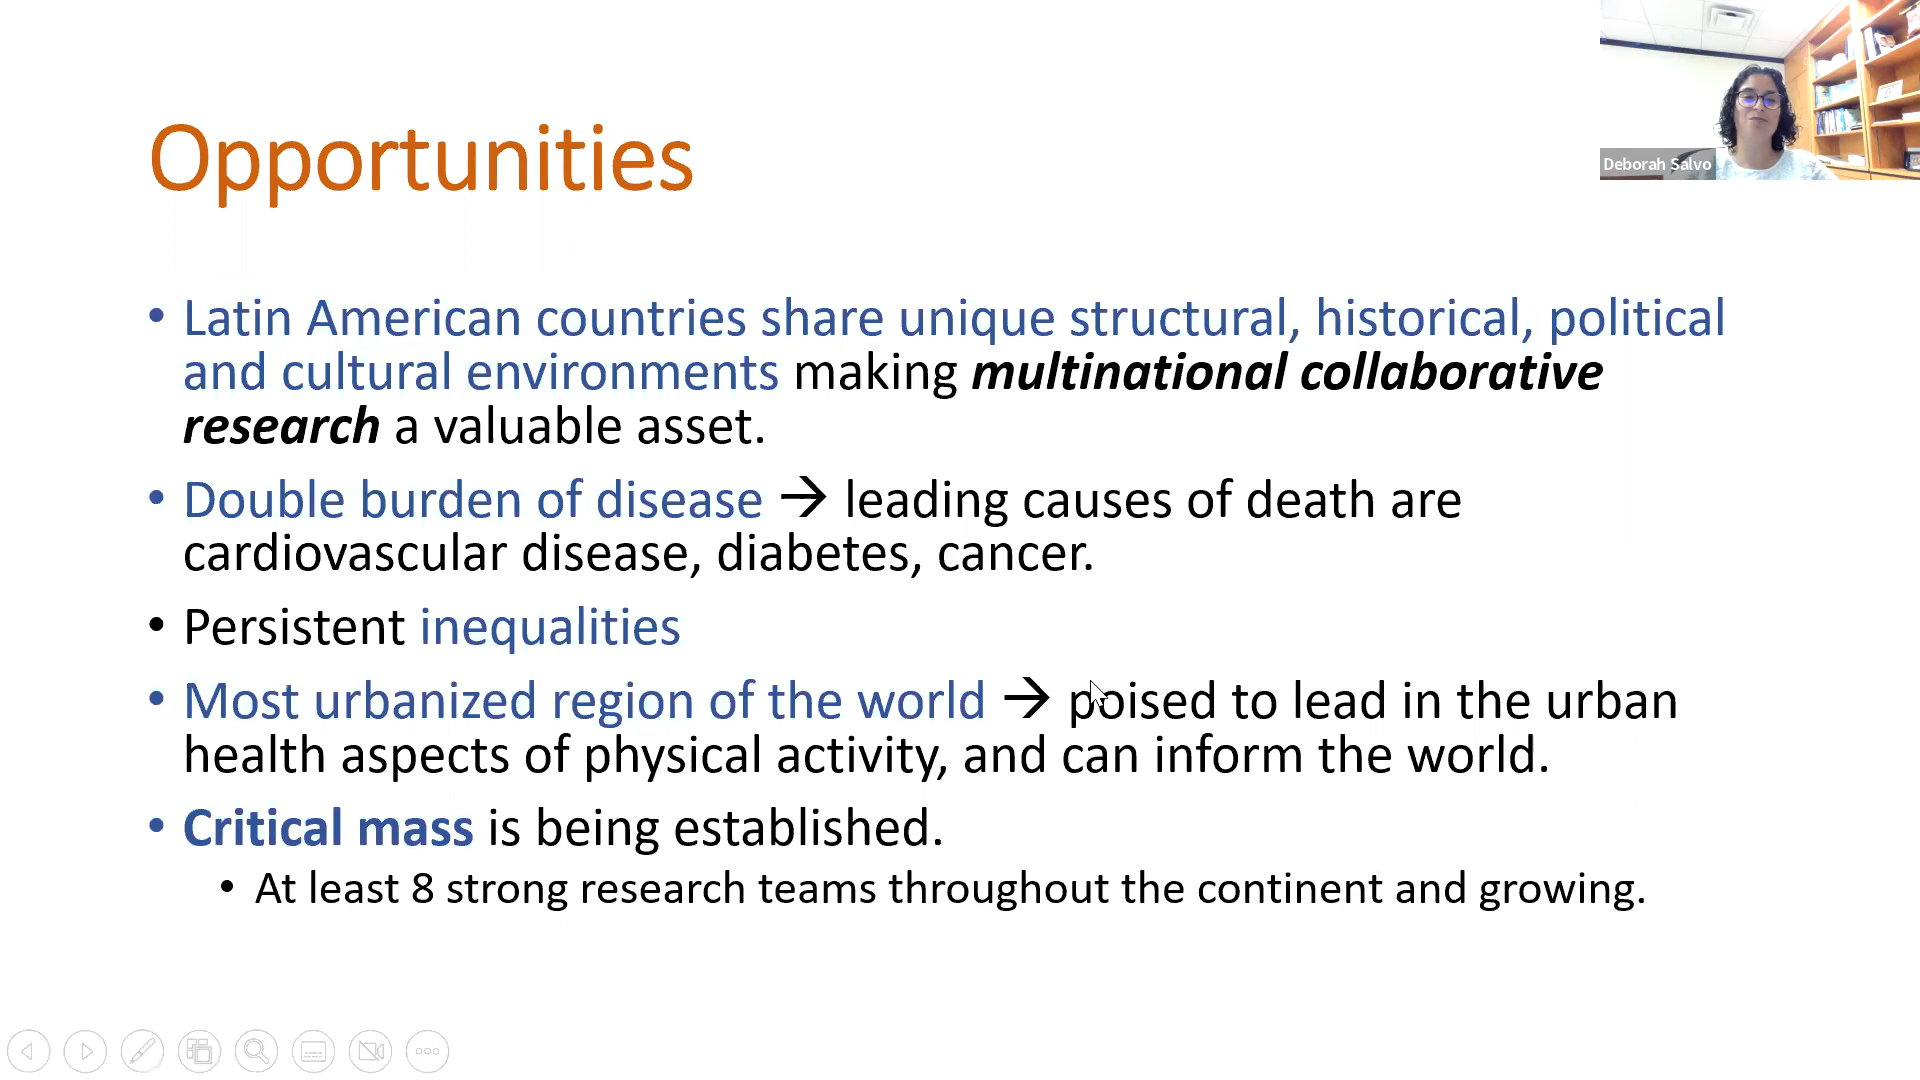 Deborah Salvo
Opportunities
• Latin American countries share unique structural, historical, political
and cultural environments making multinational collaborative
research a valuable asset.
• Double burden of disease → leading causes of death are
cardiovascular disease, diabetes, cancer.
• Persistent inequalities
• Most urbanized region of the world → poised to lead in the urban
health aspects of physical activity, and can inform the world.
• Critical mass is being established.
• At least 8 strong research teams throughout the continent and growing.